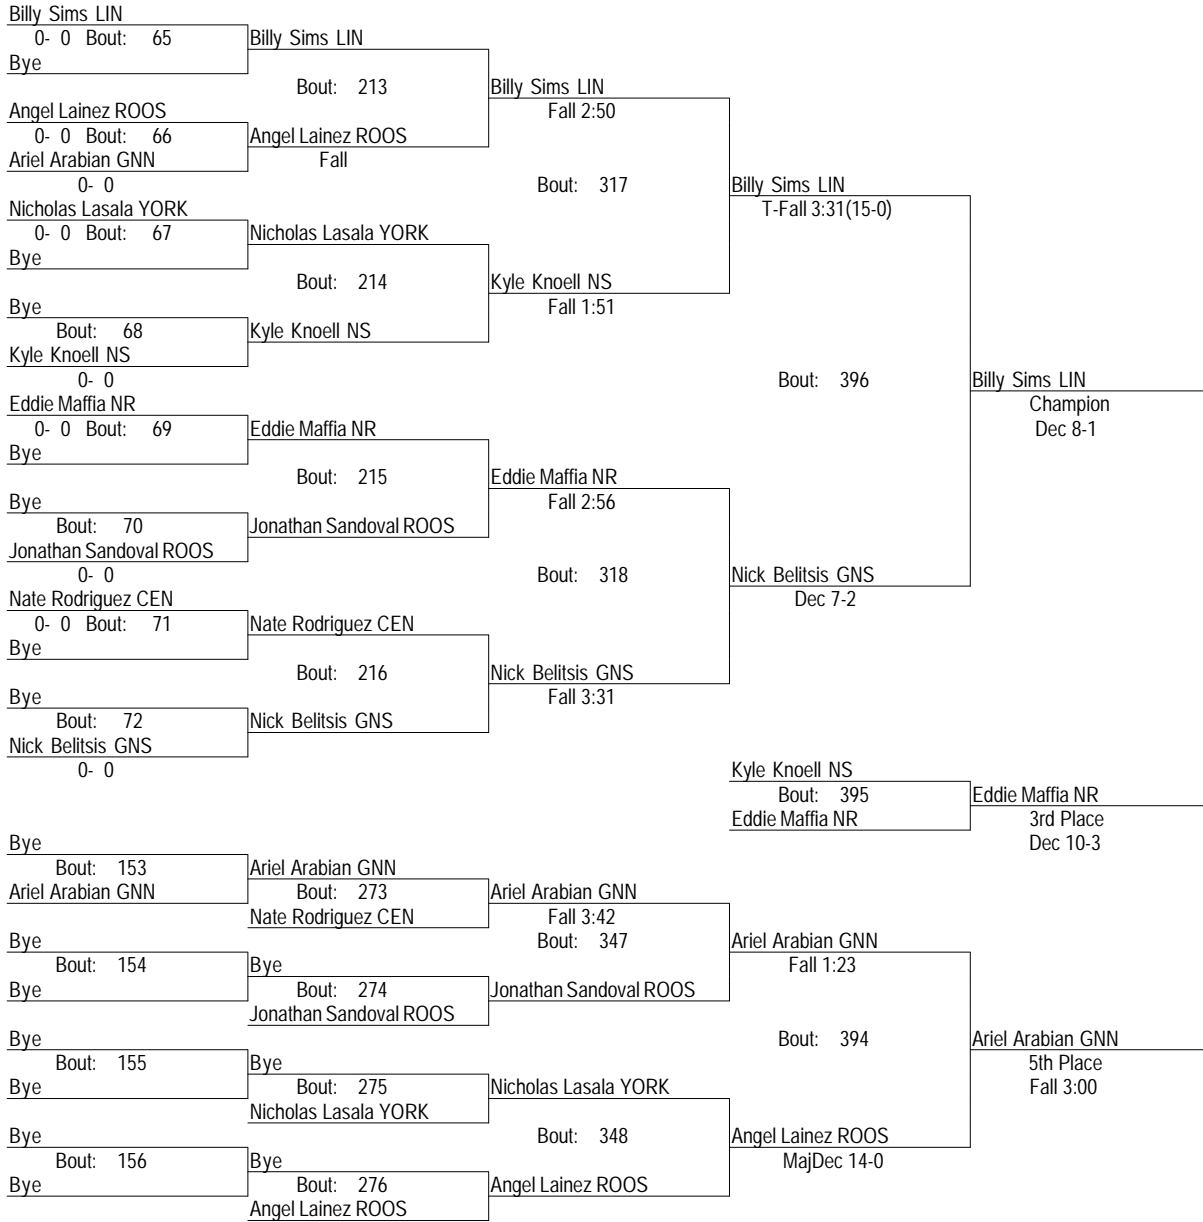 Billy Sims LIN
0- 0 Bout: 65
Billy Sims LIN
Bye
Bout: 213
Billy Sims LIN
Angel Lainez ROOS
Fall 2:50
0- 0 Bout: 66
Angel Lainez ROOS
Ariel Arabian GNN
Fall
0- 0
Bout: 317
Billy Sims LIN
Nicholas Lasala YORK
T-Fall 3:31(15-0)
0- 0 Bout: 67
Nicholas Lasala YORK
Bye
Bout: 214
Kyle Knoell NS
Bye
Fall 1:51
Bout: 68
Kyle Knoell NS
Kyle Knoell NS
0- 0
Bout: 396
Billy Sims LIN
Eddie Maffia NR
Champion
0- 0 Bout: 69
Eddie Maffia NR
Dec 8-1
Bye
Bout: 215
Eddie Maffia NR
Bye
Fall 2:56
Bout: 70
Jonathan Sandoval ROOS
Jonathan Sandoval ROOS
0- 0
Bout: 318
Nick Belitsis GNS
Nate Rodriguez CEN
Dec 7-2
0- 0 Bout: 71
Nate Rodriguez CEN
Bye
Bout: 216
Nick Belitsis GNS
Bye
Fall 3:31
Bout: 72
Nick Belitsis GNS
Nick Belitsis GNS
0- 0
Kyle Knoell NS
Bout: 395
Eddie Maffia NR
Eddie Maffia NR
3rd Place
Dec 10-3
Bye
Bout: 153
Ariel Arabian GNN
Ariel Arabian GNN
Bout: 273
Ariel Arabian GNN
Nate Rodriguez CEN
Fall 3:42
Bye
Bout: 347
Ariel Arabian GNN
Bout: 154
Bye
Fall 1:23
Bye
Bout: 274
Jonathan Sandoval ROOS
Jonathan Sandoval ROOS
Bye
Bout: 394
Ariel Arabian GNN
Bout: 155
Bye
5th Place
Bye
Bout: 275
Nicholas Lasala YORK
Fall 3:00
Nicholas Lasala YORK
Bye
Bout: 348
Angel Lainez ROOS
Bout: 156
Bye
MajDec 14-0
Bye
Bout: 276
Angel Lainez ROOS
Angel Lainez ROOS